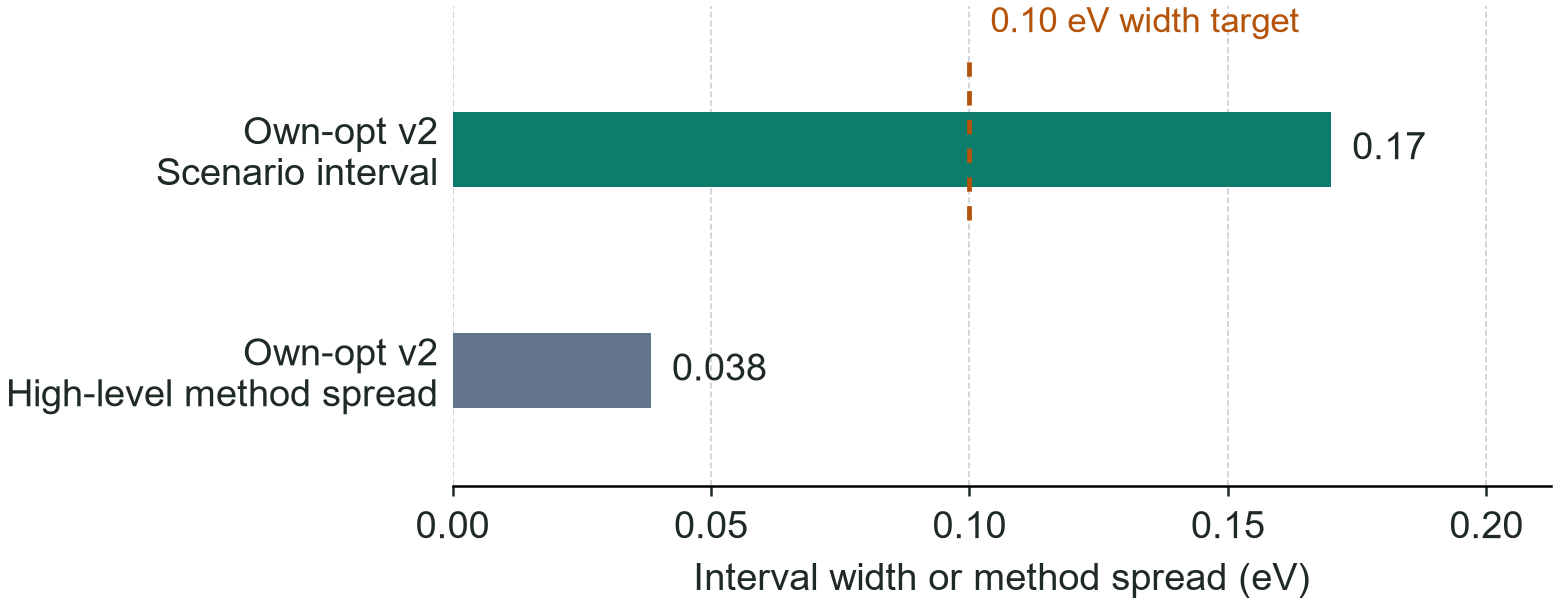 0.10 eV width target
Own-opt v2
Scenario interval
0.17
Own-opt v2
High-level method spread
0.038
0.00 0.05 0.10 0.15 0.20
Interval width or method spread (eV)